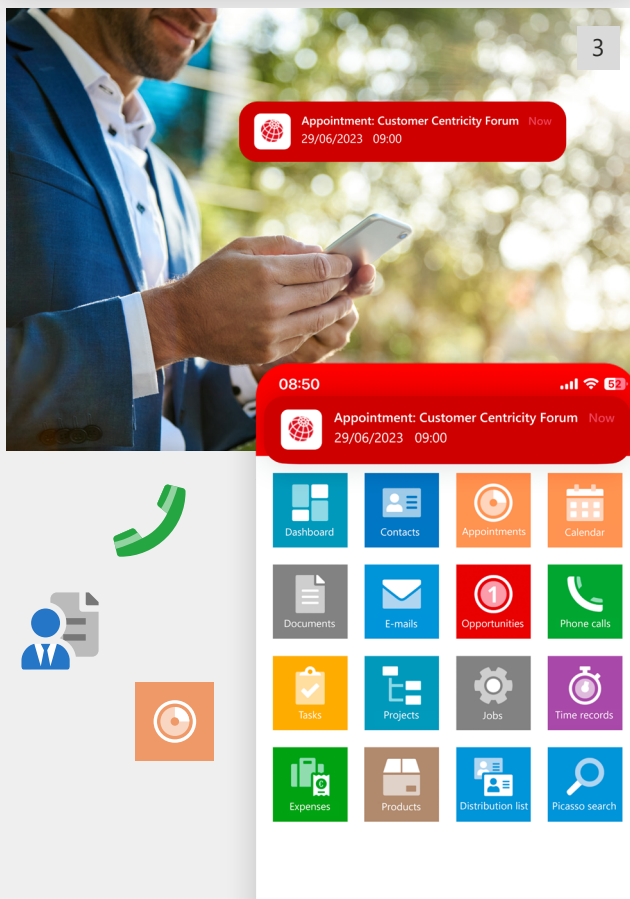 3
Appointment: Customer Centricity Forum Now
29/06/2023 09:00
08:50
52
Appointment: Customer Centricity Forum Now
29/06/2023 09:00
Dashboard
Contacts
Appointments
Calendar
Documents
E-mails
1
Opportunities
Phone calls
Tasks
Projects
Jobs
Time records
Expenses
Products
Distribution list
Picasso search